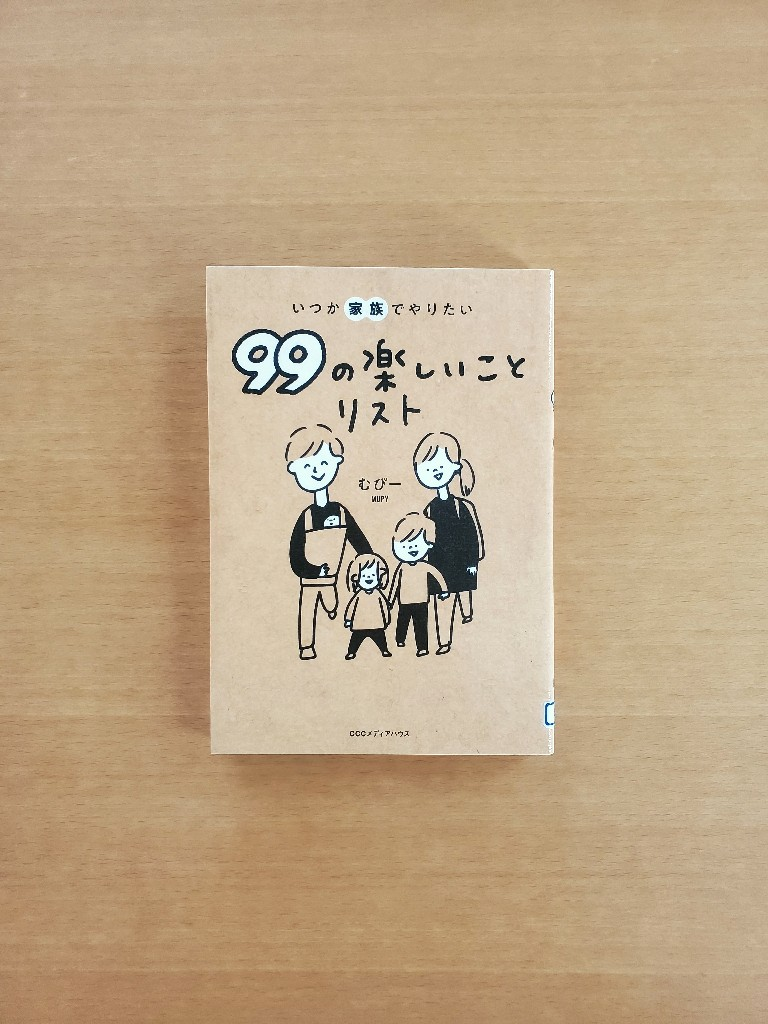 いつか家族でやりたい
99の楽しいこと
リスト
むぴー
MUPY
CCCメディアハウス